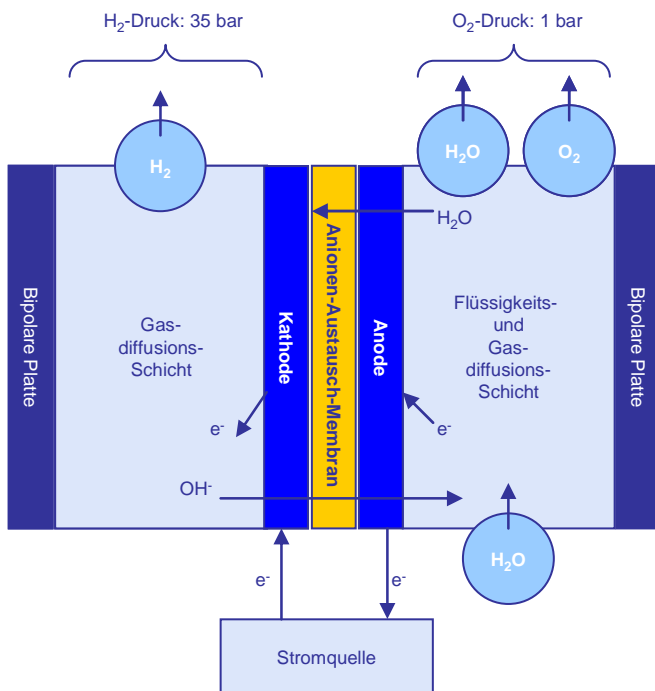 H₂-Druck: 35 bar
O₂-Druck: 1 bar
H₂
H₂O
O₂
H₂O
Bipolare Platte
Gas-
diffusions-
Schicht
Kathode
Anionen-Austausch-Membran
Anode
Flüssigkeits-
und
Gas-
diffusions-
Schicht
Bipolare Platte
e⁻
e⁻
OH⁻
H₂O
e⁻
e⁻
Stromquelle